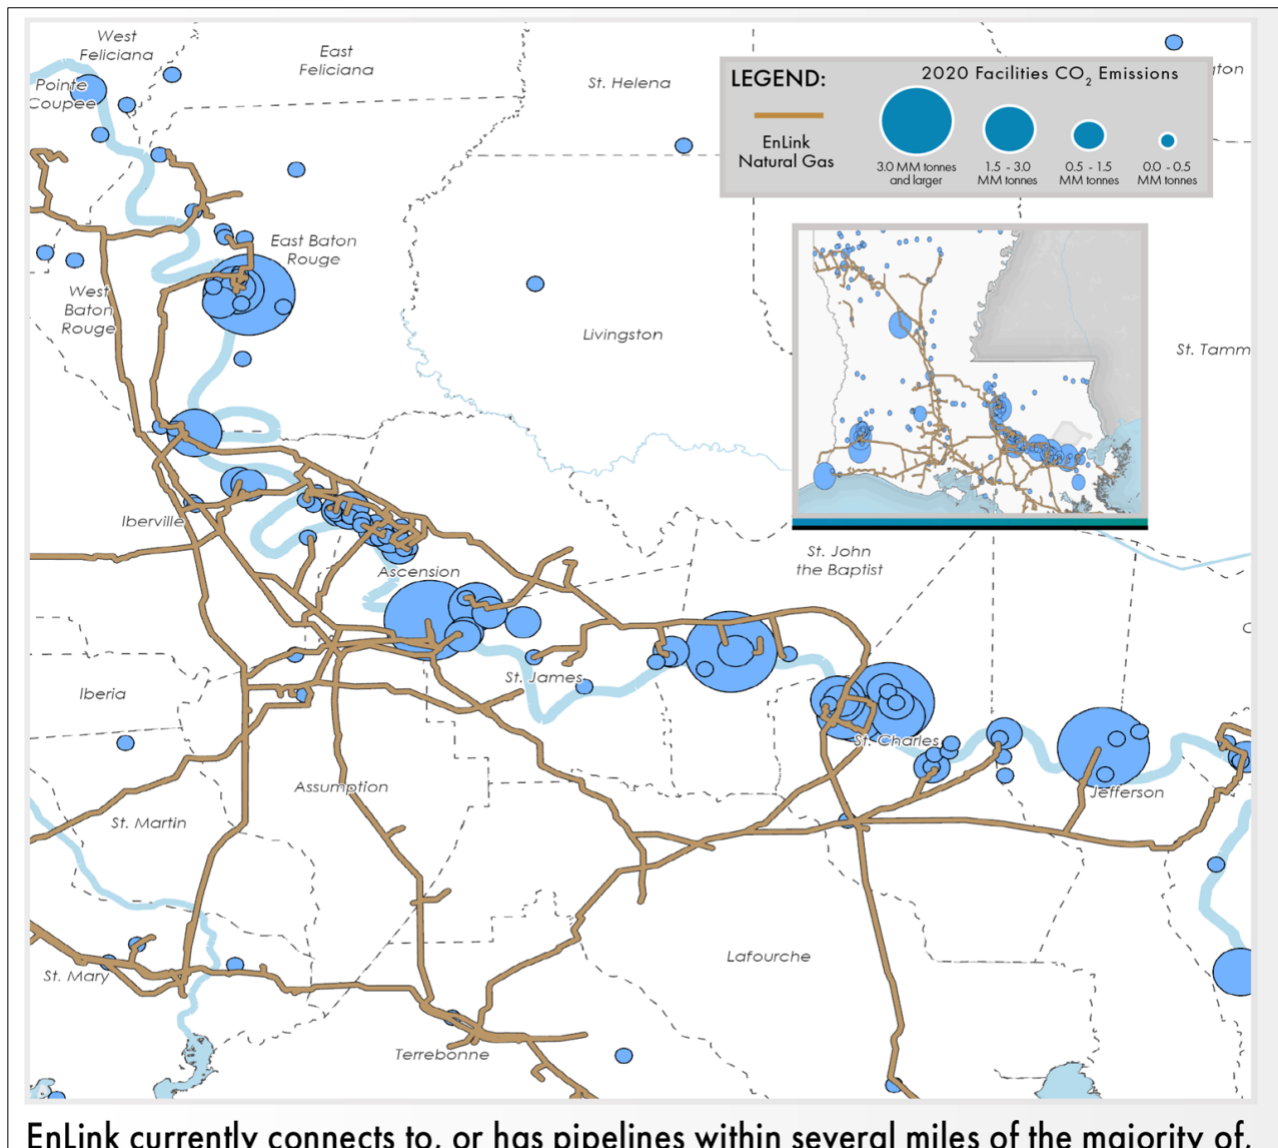 West
Feliciana
East
Feliciana
St. Helena
Pointe
Coupee
LEGEND:
2020 Facilities CO2 Emissions
gton
EnLink
Natural Gas
3.0 MM tonnes
and larger
1.5 - 3.0
MM tonnes
0.5 - 1.5
MM tonnes
0.0 - 0.5
MM tonnes
East Baton
Rouge
West
Baton
Rouge
Livingston
St. Tamm
Iberville
St. John
the Baptist
Ascension
St. James
Iberia
St. Charles
Assumption
Jefferson
St. Martin
Lafourche
St. Mary
Terrebonne
EnLink currently connects to, or has pipelines within several miles of the majority of,